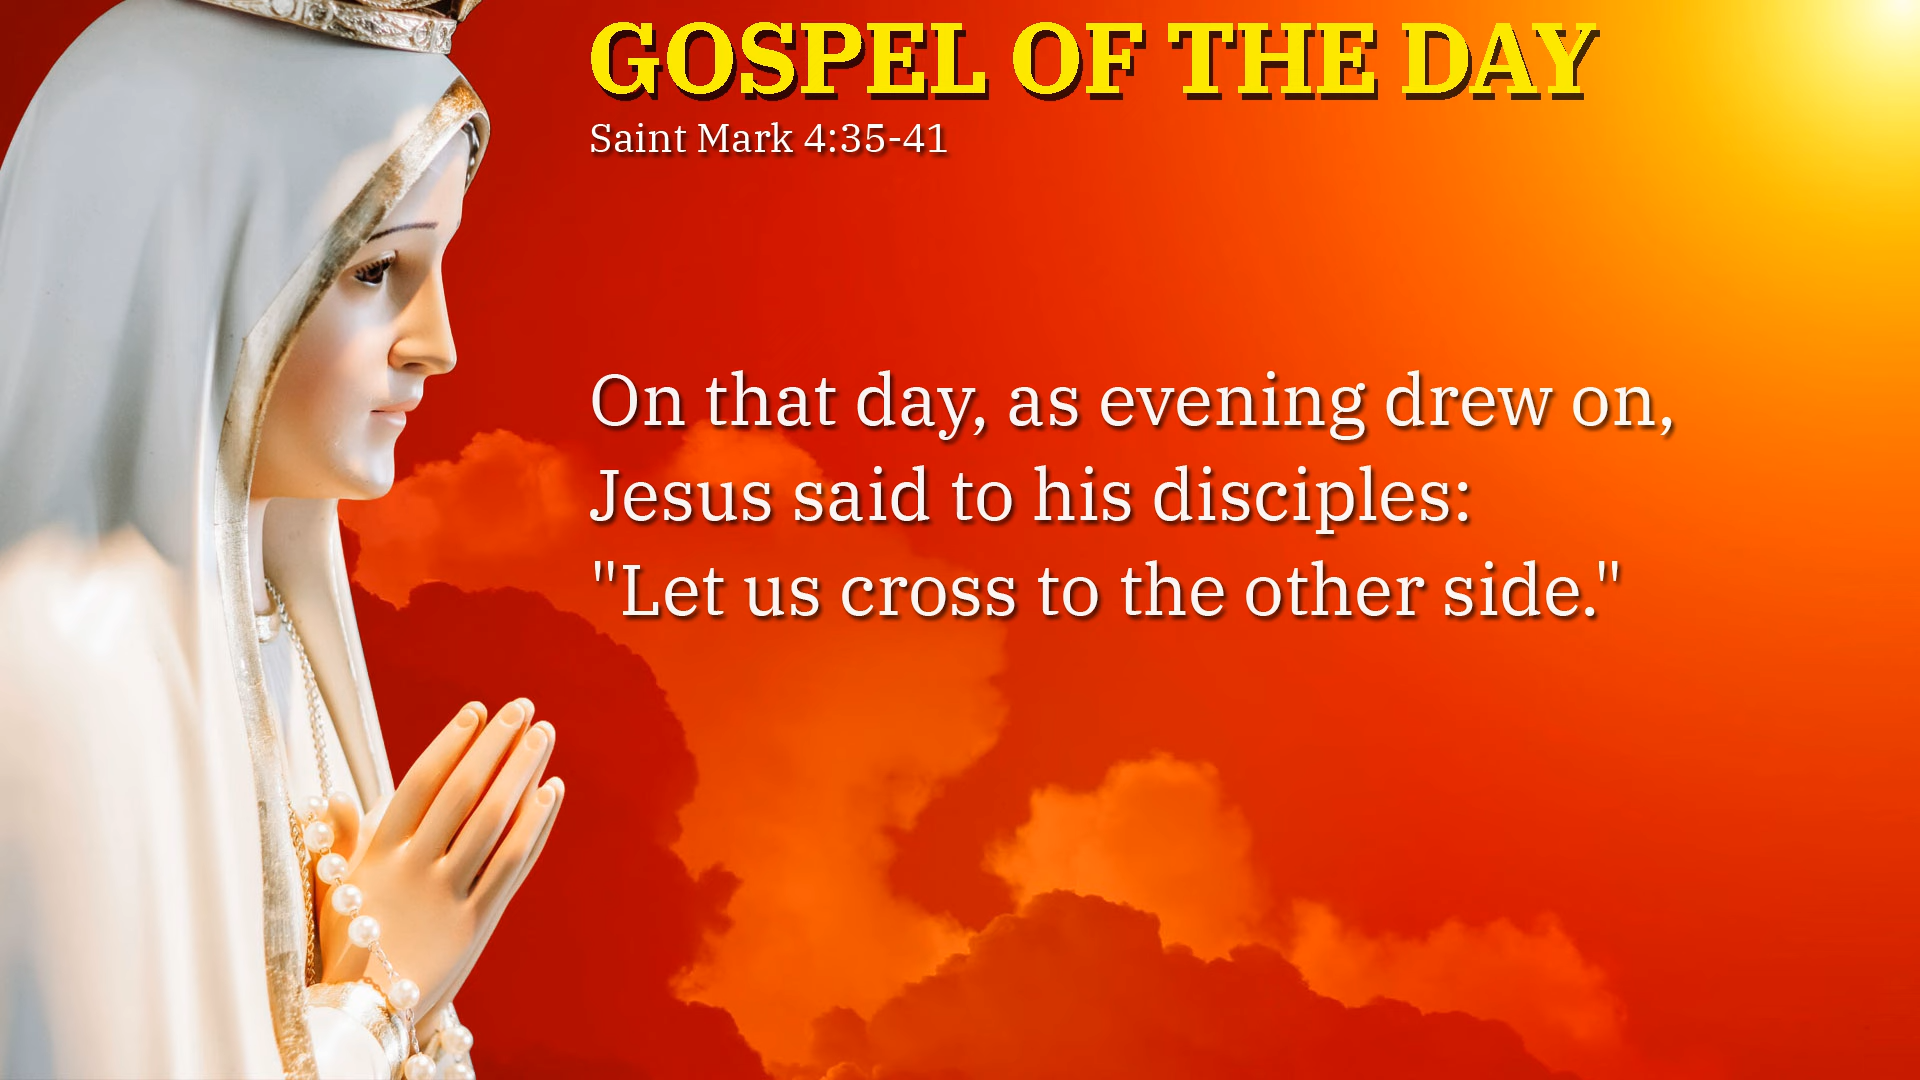 GOSPEL OF THE DAY
Saint Mark 4:35-41
On that day, as evening drew on,
Jesus said to his disciples:
"Let us cross to the other side."